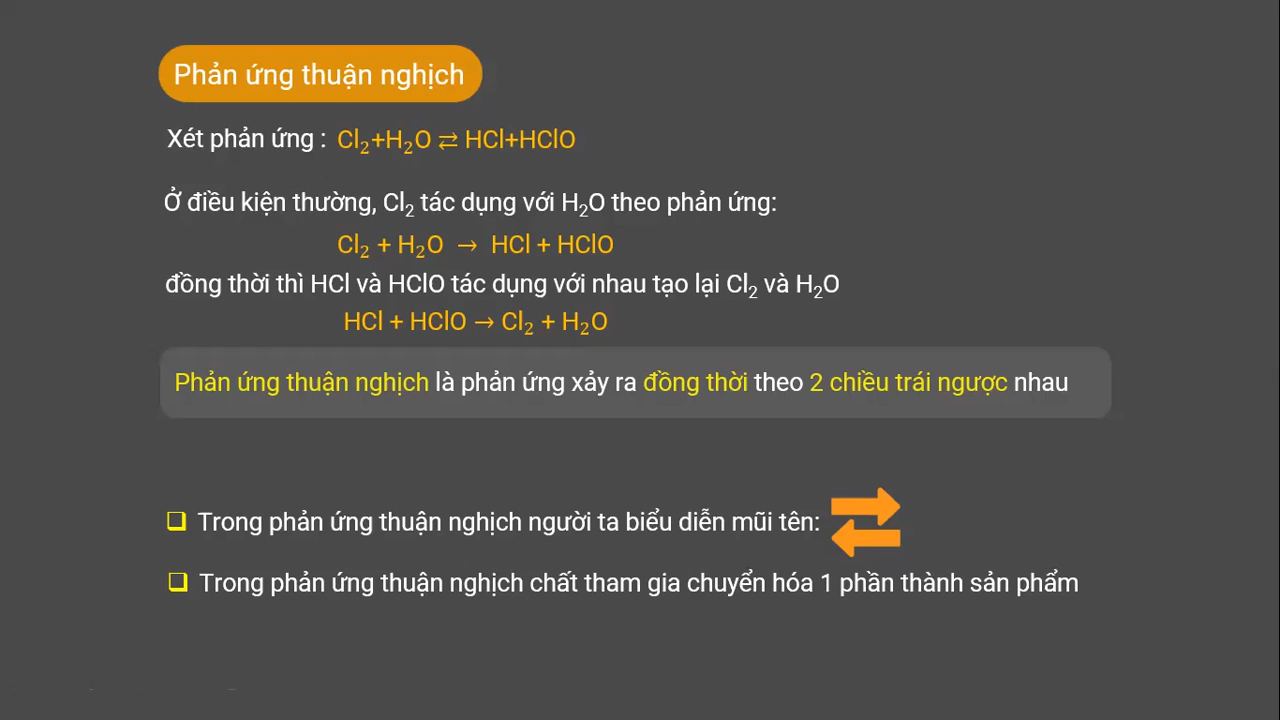 Phản ứng thuận nghịch
Xét phản ứng : Cl₂+H₂O ⇄ HCl+HClO
Ở điều kiện thường, Cl₂ tác dụng với H₂O theo phản ứng:
Cl₂ + H₂O → HCl + HClO
đồng thời thì HCl và HClO tác dụng với nhau tạo lại Cl₂ và H₂O
HCl + HClO → Cl₂ + H₂O
Phản ứng thuận nghịch là phản ứng xảy ra đồng thời theo 2 chiều trái ngược nhau
❑ Trong phản ứng thuận nghịch người ta biểu diễn mũi tên:
❑ Trong phản ứng thuận nghịch chất tham gia chuyển hóa 1 phần thành sản phẩm